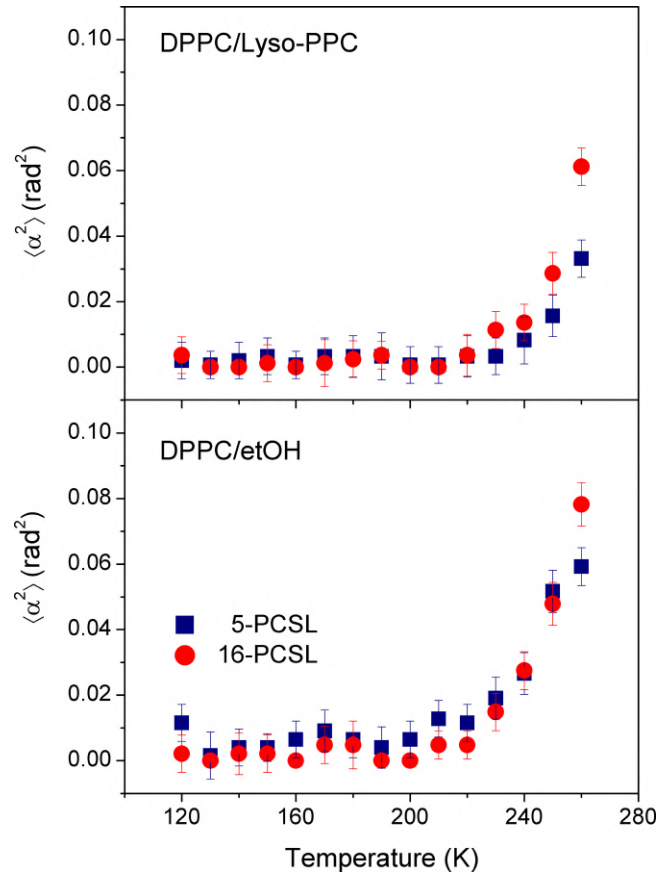 DPPC/Lyso-PPC
⟨α²⟩ (rad²)
0.10
0.08
0.06
0.04
0.02
0.00
DPPC/etOH
⟨α²⟩ (rad²)
0.10
0.08
0.06
0.04
0.02
0.00
5-PCSL
16-PCSL
120 160 200 240 280
Temperature (K)